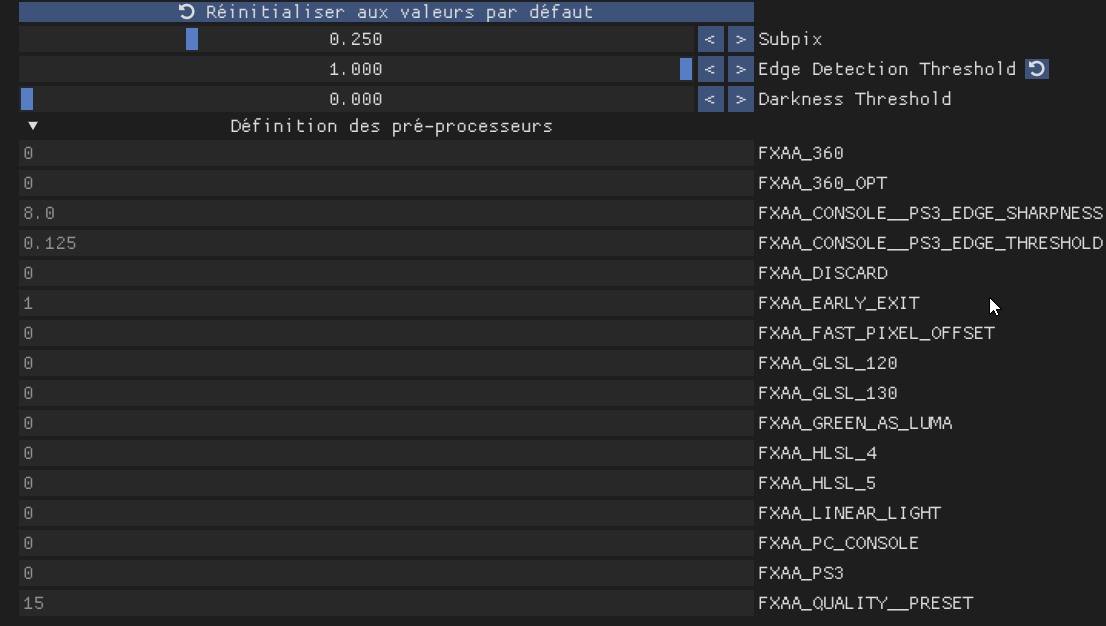 Réinitialiser aux valeurs par défaut
0.250 < > Subpix
1.000 < > Edge Detection Threshold
0.000 < > Darkness Threshold
Définition des pré-processeurs
0 FXAA_360
0 FXAA_360_OPT
8.0 FXAA_CONSOLE__PS3_EDGE_SHARPNESS
0.125 FXAA_CONSOLE__PS3_EDGE_THRESHOLD
0 FXAA_DISCARD
1 FXAA_EARLY_EXIT
0 FXAA_FAST_PIXEL_OFFSET
0 FXAA_GLSL_120
0 FXAA_GLSL_130
0 FXAA_GREEN_AS_LUMA
0 FXAA_HLSL_4
0 FXAA_HLSL_5
0 FXAA_LINEAR_LIGHT
0 FXAA_PC_CONSOLE
0 FXAA_PS3
15 FXAA_QUALITY__PRESET